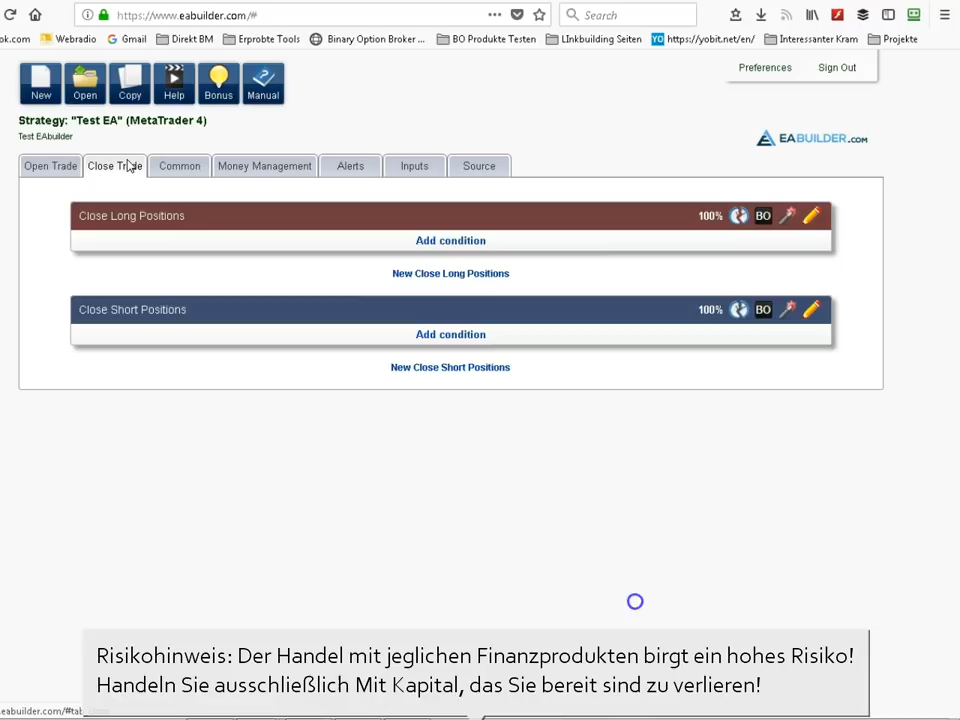 https://www.eabuilder.com/#
Search
ok.com Webradio Gmail Direkt BM Erprobte Tools Binary Option Broker ... BO Produkte Testen LInkbuilding Seiten YO https://yobit.net/en/ Interessanter Kram Projekte
New Open Copy Help Bonus Manual
Preferences Sign Out
Strategy: "Test EA" (MetaTrader 4)
Test EAbuilder
EABUILDER.COM
Open Trade Close Trade Common Money Management Alerts Inputs Source
Close Long Positions 100% BO
Add condition
New Close Long Positions
Close Short Positions 100% BO
Add condition
New Close Short Positions
Risikohinweis: Der Handel mit jeglichen Finanzprodukten birgt ein hohes Risiko!
Handeln Sie ausschließlich Mit Kapital, das Sie bereit sind zu verlieren!
.eabuilder.com/#tab